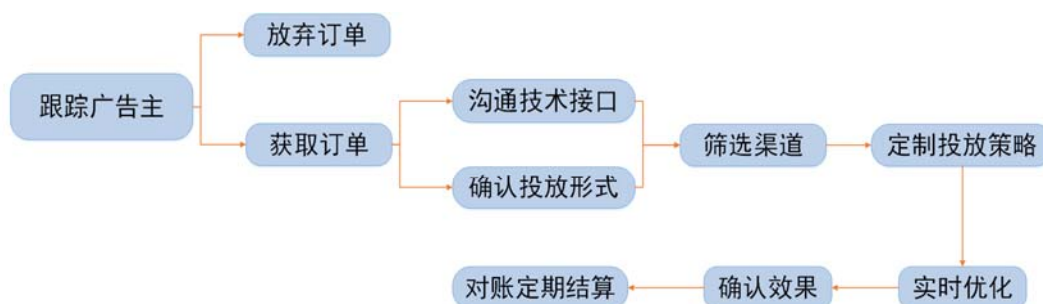 放弃订单
跟踪广告主
获取订单
沟通技术接口
确认投放形式
筛选渠道
定制投放策略
实时优化
确认效果
对账定期结算